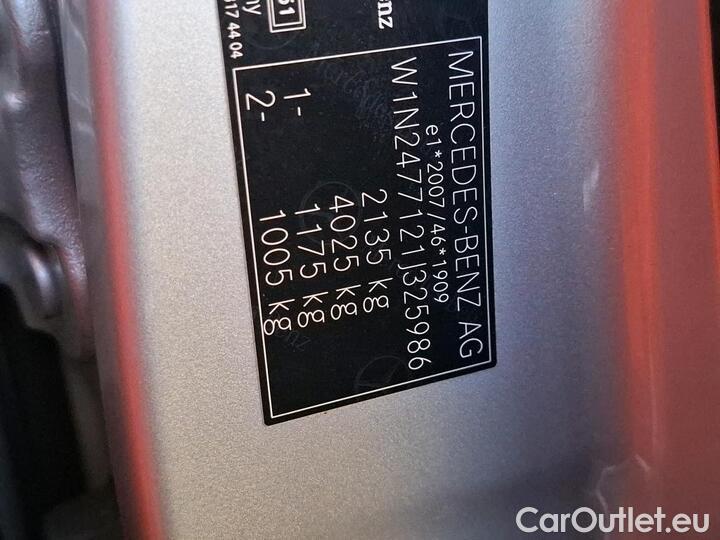 MERCEDES-BENZ AG
e1*2007/46*1909
W1N2477121J325986
2135 kg
4025 kg
1- 1175 kg
2- 1005 kg
CarOutlet.eu